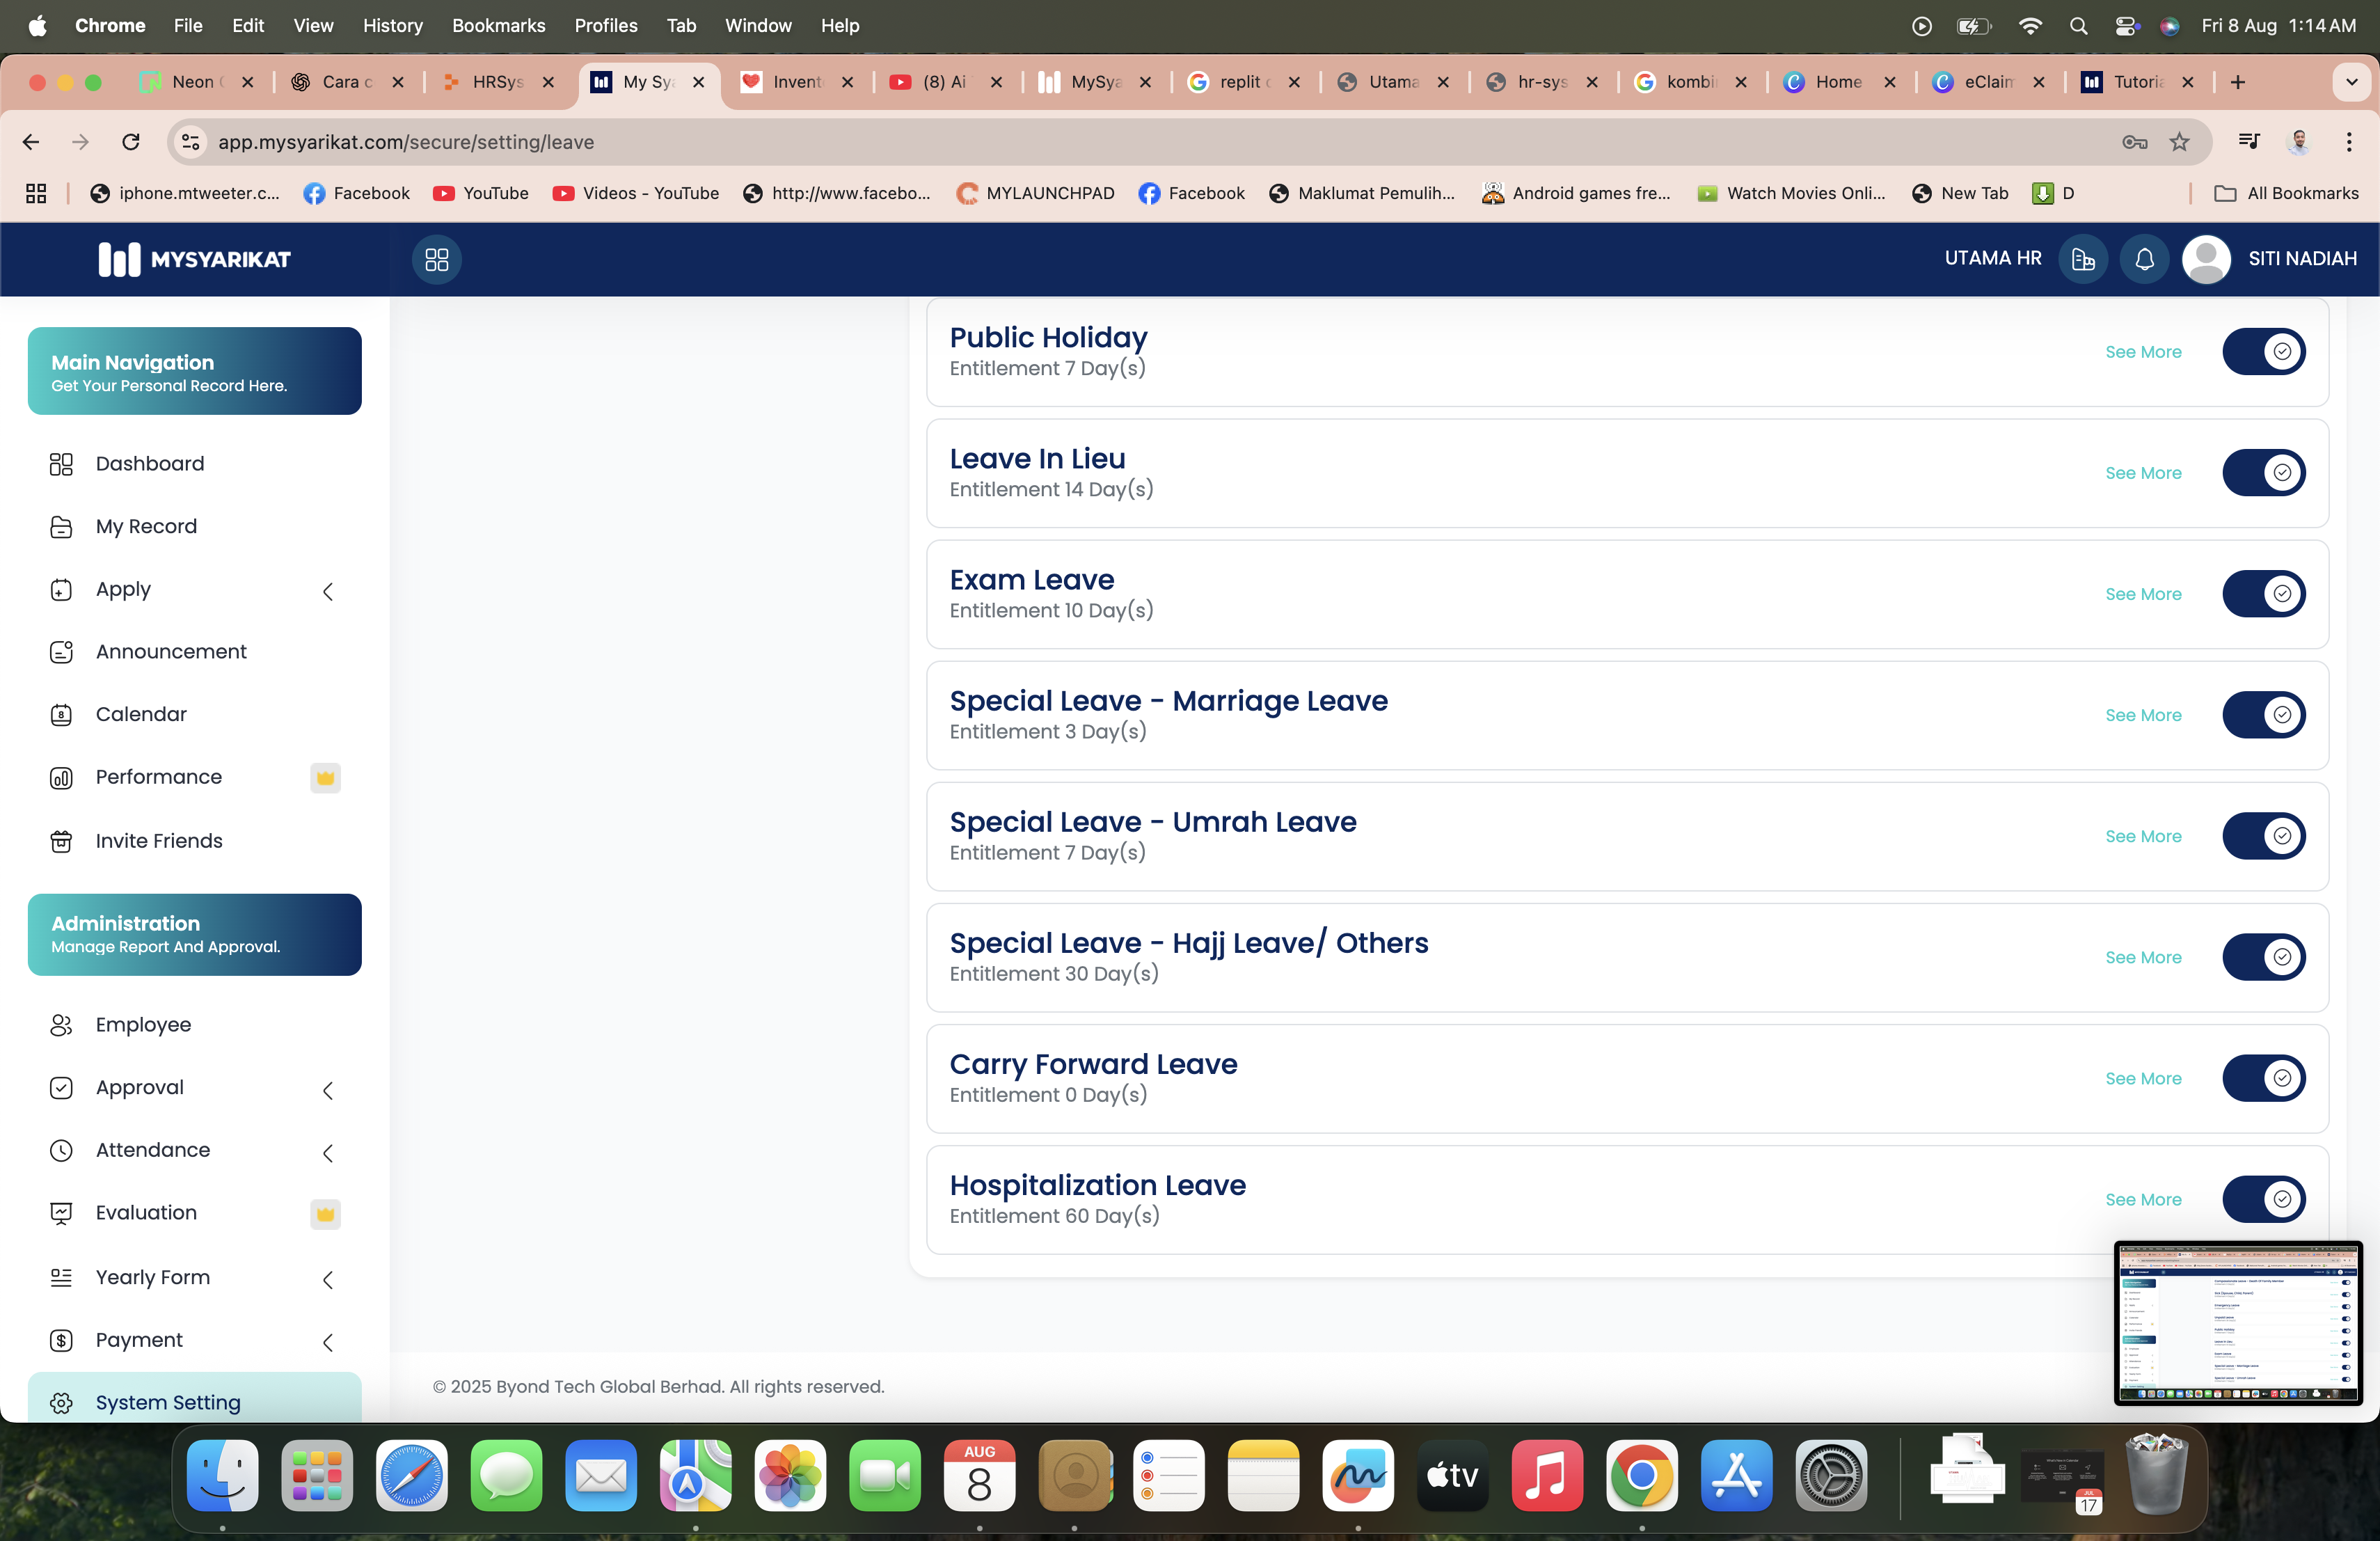 Chrome File Edit View History Bookmarks Profiles Tab Window Help
Fri 8 Aug 1:14 AM
Neon
Cara c
HRSys
My Sya
Invent
(8) Ai
MySya
replit c
Utama
hr-sys
kombi
Home
eClaim
Tutoria
app.mysyarikat.com/secure/setting/leave
iphone.mtweeter.c...
Facebook
YouTube
Videos - YouTube
http://www.facebo...
MYLAUNCHPAD
Facebook
Maklumat Pemulih...
Android games fre...
Watch Movies Onli...
New Tab
D
All Bookmarks
MYSYARIKAT
UTAMA HR
SITI NADIAH
Main Navigation
Get Your Personal Record Here.
Dashboard
My Record
Apply
Announcement
Calendar
Performance
Invite Friends
Administration
Manage Report And Approval.
Employee
Approval
Attendance
Evaluation
Yearly Form
Payment
System Setting
Public Holiday
Entitlement 7 Day(s)
See More
Leave In Lieu
Entitlement 14 Day(s)
See More
Exam Leave
Entitlement 10 Day(s)
See More
Special Leave - Marriage Leave
Entitlement 3 Day(s)
See More
Special Leave - Umrah Leave
Entitlement 7 Day(s)
See More
Special Leave - Hajj Leave/ Others
Entitlement 30 Day(s)
See More
Carry Forward Leave
Entitlement 0 Day(s)
See More
Hospitalization Leave
Entitlement 60 Day(s)
See More
© 2025 Byond Tech Global Berhad. All rights reserved.
AUG
8
tv
JUL
17